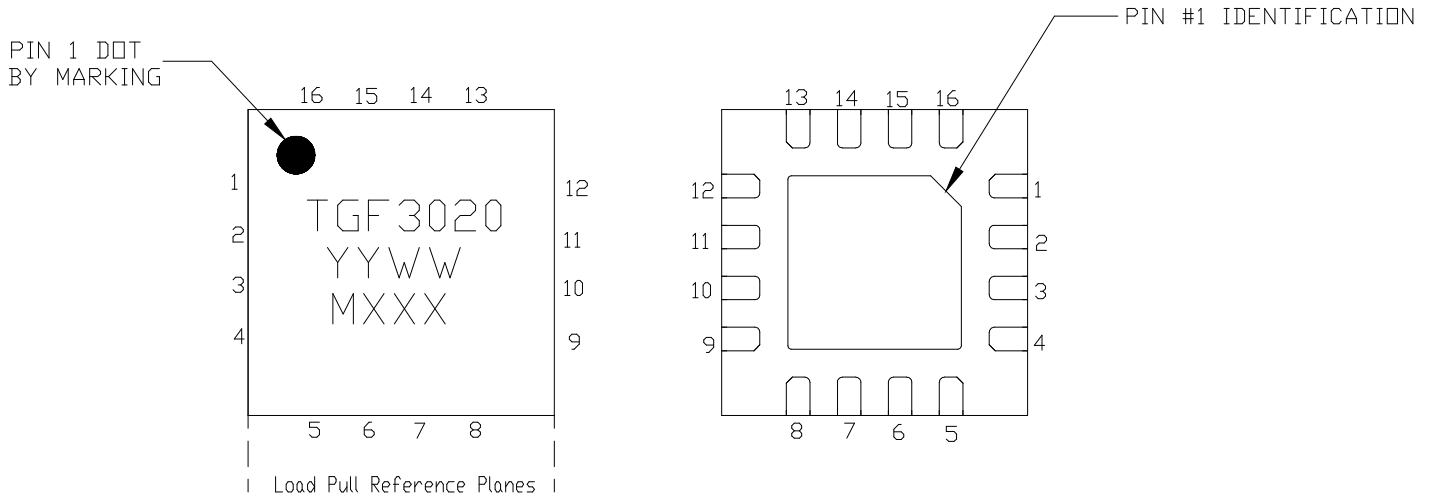 PIN #1 IDENTIFICATION
PIN 1 DOT
BY MARKING
16 15 14 13
1
2
3
4
TGF3020
YYWW
MXXX
12
11
10
9
5 6 7 8
Load Pull Reference Planes
13 14 15 16
12
11
10
9
1
2
3
4
8 7 6 5